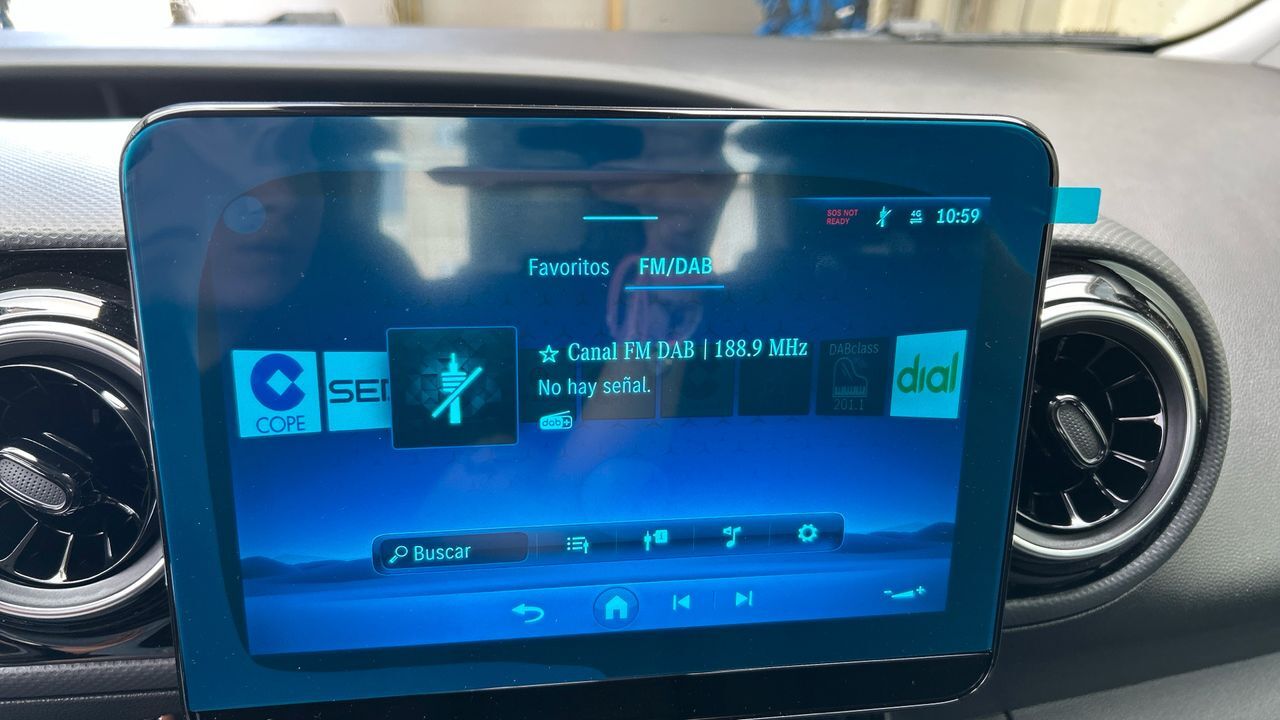 SOS NOT
READY
4G
10:59
Favoritos
FM/DAB
Canal FM DAB | 188.9 MHz
No hay señal.
dab+
COPE
SE
DABclass
201.1
dial
Buscar